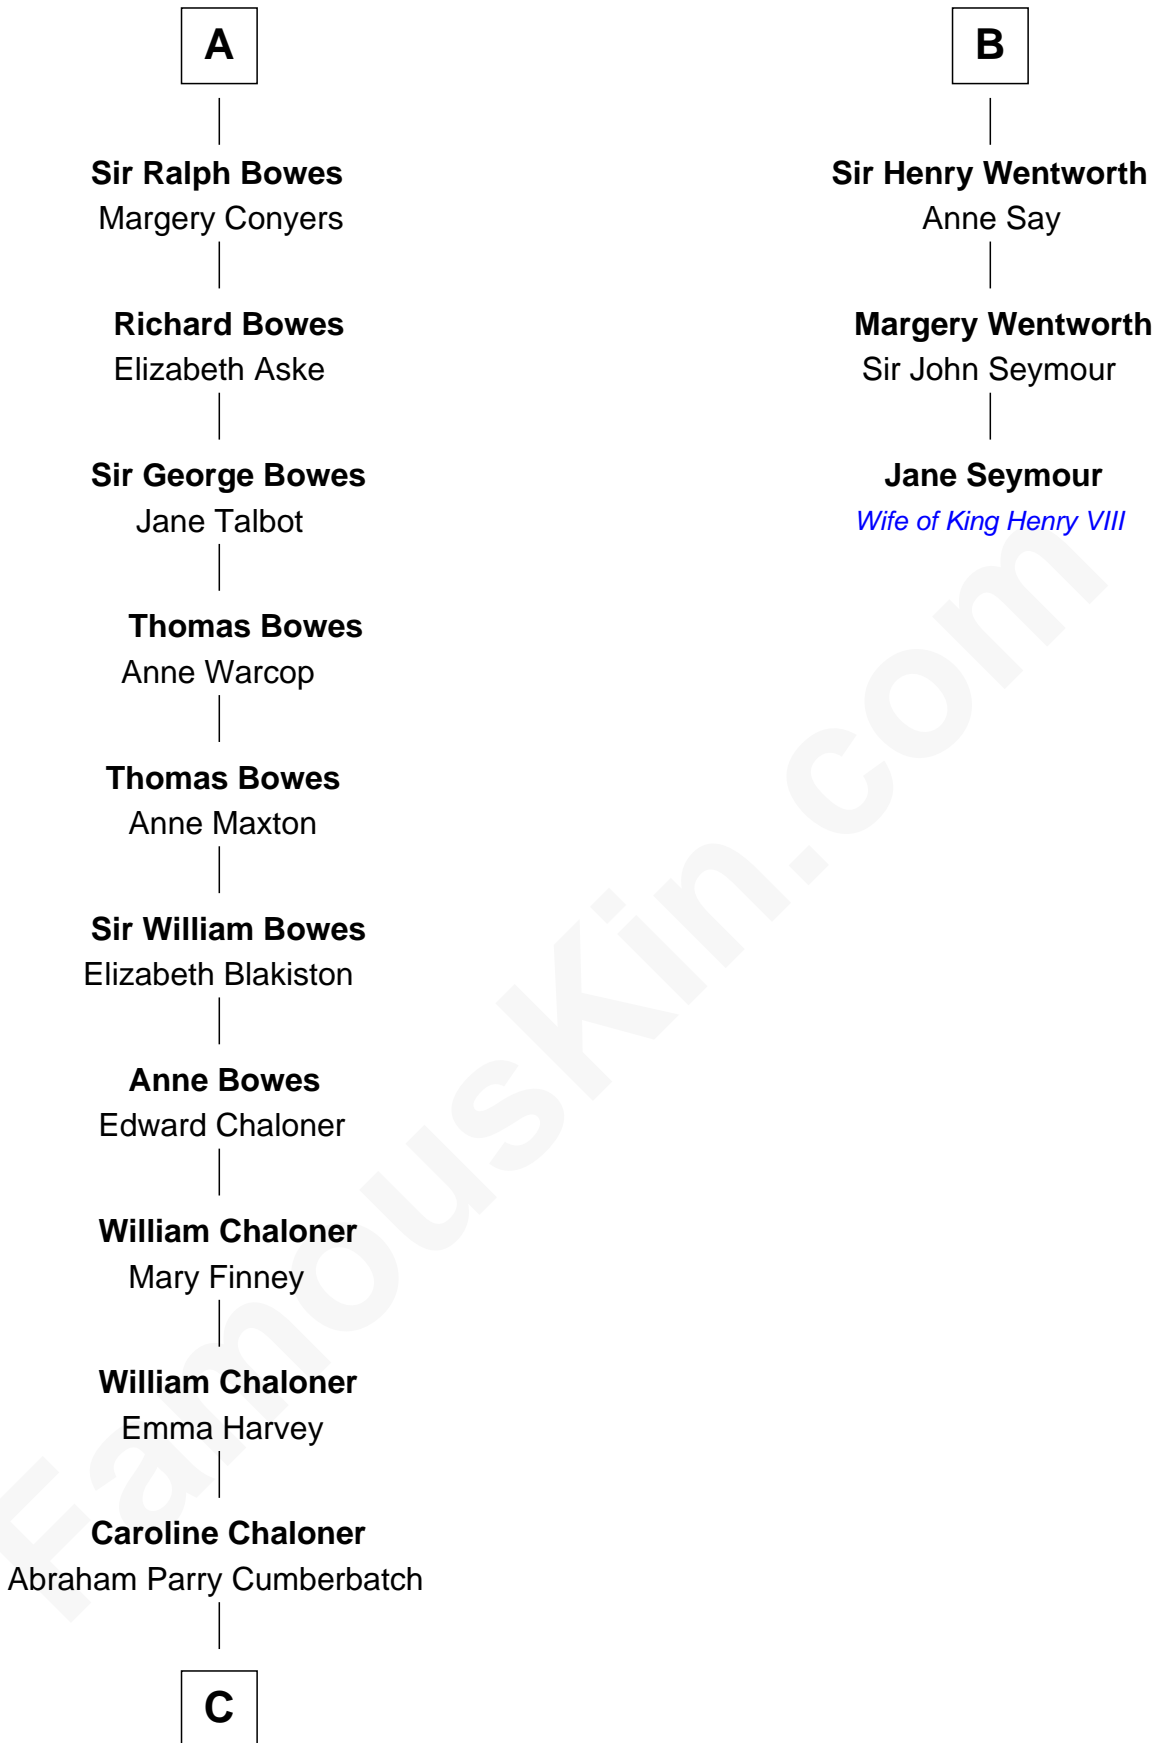 A
Sir Ralph Bowes
Margery Conyers
Richard Bowes
Elizabeth Aske
Sir George Bowes
Jane Talbot
Thomas Bowes
Anne Warcop
Thomas Bowes
Anne Maxton
Sir William Bowes
Elizabeth Blakiston
Anne Bowes
Edward Chaloner
William Chaloner
Mary Finney
William Chaloner
Emma Harvey
Caroline Chaloner
Abraham Parry Cumberbatch
C
B
Sir Henry Wentworth
Anne Say
Margery Wentworth
Sir John Seymour
Jane Seymour
Wife of King Henry VIII
FamousKin.com